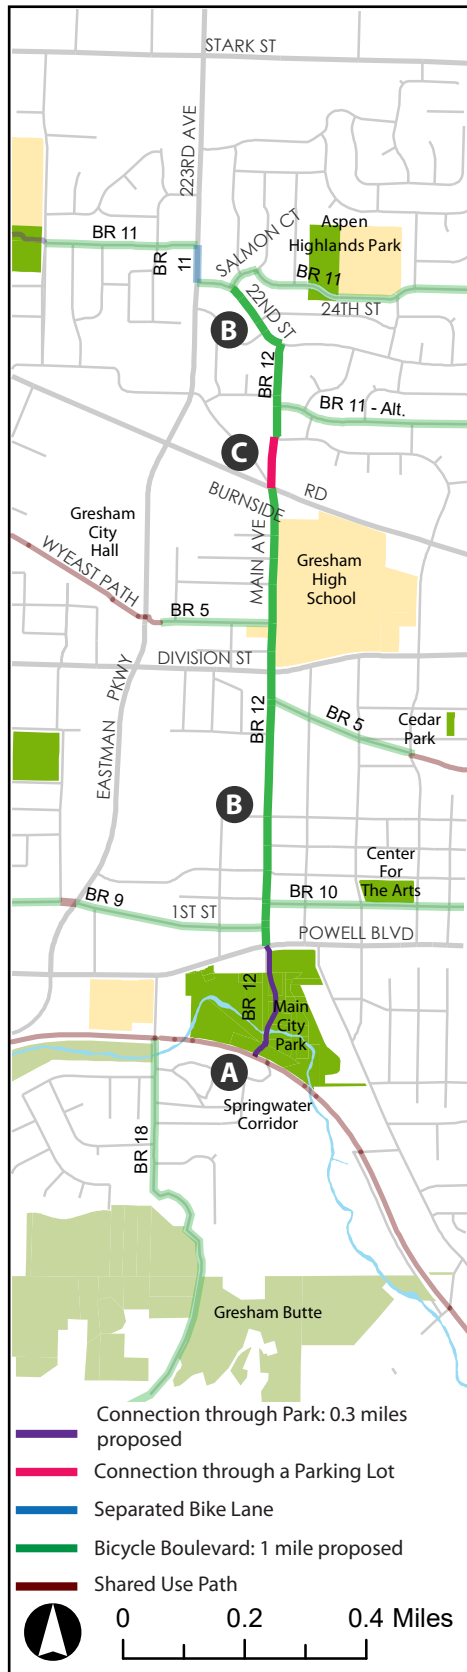 STARK ST
223RD AVE
Aspen
Highlands Park
SALMON CT
BR 11
BR
11
BR 11
24TH ST
22ND ST
B
BR 12
BR 11 - Alt.
C
BURNSIDE RD
Gresham
City
Hall
MAIN AVE
Gresham
High
School
WYEAST PATH
BR 5
DIVISION ST
EASTMAN PKWY
BR 12
BR 5
Cedar
Park
B
Center
For
The Arts
BR 9
1ST ST
BR 10
POWELL BLVD
BR 12
Main
City
Park
A
Springwater
Corridor
BR 18
Gresham Butte
Connection through Park: 0.3 miles
proposed
Connection through a Parking Lot
Separated Bike Lane
Bicycle Boulevard: 1 mile proposed
Shared Use Path
0 0.2 0.4 Miles